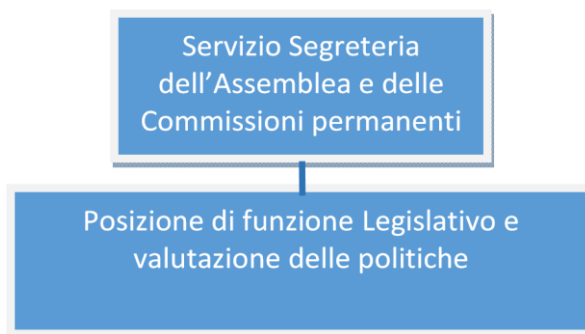 Servizio Segreteria
dell’Assemblea e delle
Commissioni permanenti
Posizione di funzione Legislativo e
valutazione delle politiche